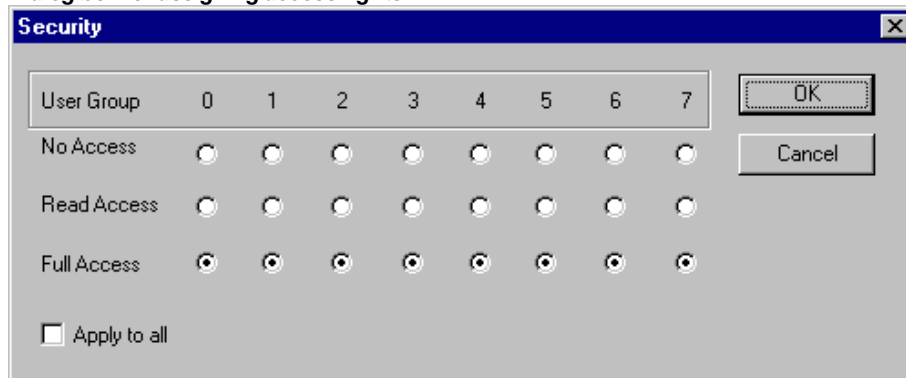 Security
User Group 0 1 2 3 4 5 6 7
OK
No Access
Cancel
Read Access
Full Access
Apply to all